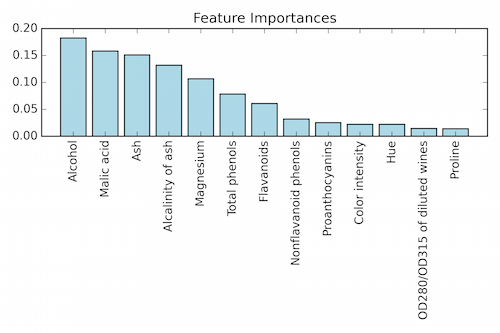 Feature Importances
0.20
0.15
0.10
0.05
0.00
Alcohol
Malic acid
Ash
Alcalinity of ash
Magnesium
Total phenols
Flavanoids
Nonflavanoid phenols
Proanthocyanins
Color intensity
Hue
OD280/OD315 of diluted wines
Proline